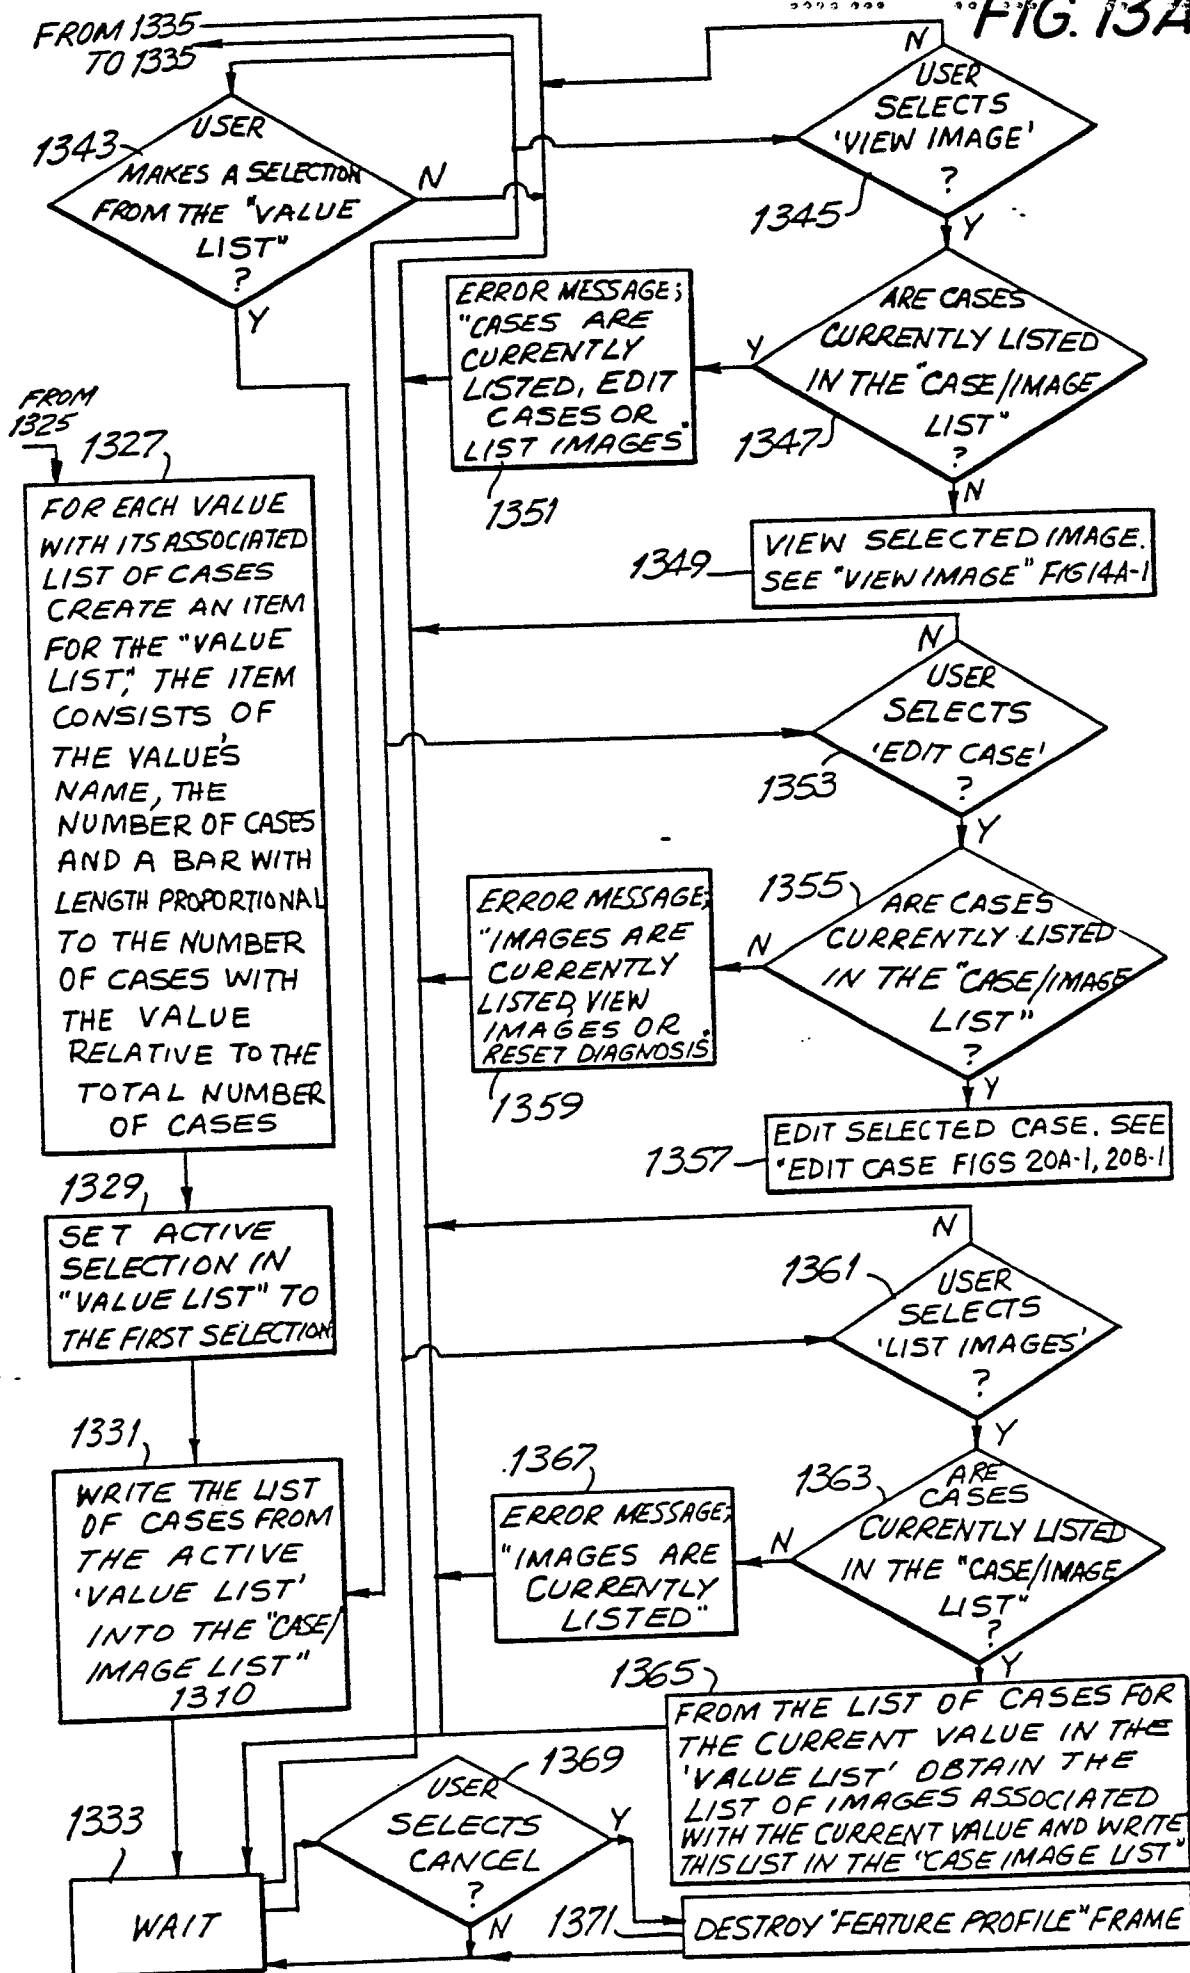 FIG. 13A
FROM 1335
TO 1335
1343
USER
MAKES A SELECTION
FROM THE "VALUE
LIST"
?
N
Y
N
USER
SELECTS
'VIEW IMAGE'
?
1345
Y
ARE CASES
CURRENTLY LISTED
IN THE "CASE/IMAGE
LIST"
?
1347
Y
N
ERROR MESSAGE;
"CASES ARE
CURRENTLY
LISTED, EDIT
CASES OR
LIST IMAGES"
1351
1349
VIEW SELECTED IMAGE.
SEE "VIEW IMAGE" FIG 14A-1
FROM
1325
1327
FOR EACH VALUE
WITH ITS ASSOCIATED
LIST OF CASES
CREATE AN ITEM
FOR THE "VALUE
LIST", THE ITEM
CONSISTS OF
THE VALUE'S
NAME, THE
NUMBER OF CASES
AND A BAR WITH
LENGTH PROPORTIONAL
TO THE NUMBER
OF CASES WITH
THE VALUE
RELATIVE TO THE
TOTAL NUMBER
OF CASES
N
USER
SELECTS
'EDIT CASE'
?
1353
Y
1355
ARE CASES
CURRENTLY LISTED
IN THE "CASE/IMAGE
LIST"
?
N
Y
ERROR MESSAGE;
"IMAGES ARE
CURRENTLY
LISTED, VIEW
IMAGES OR
RESET DIAGNOSIS"
1359
1357
EDIT SELECTED CASE. SEE
"EDIT CASE FIGS 20A-1, 20B-1
1329
SET ACTIVE
SELECTION IN
"VALUE LIST" TO
THE FIRST SELECTION
N
1361
USER
SELECTS
'LIST IMAGES'
?
Y
1363
ARE
CASES
CURRENTLY LISTED
IN THE "CASE/IMAGE
LIST"
?
N
Y
1367
ERROR MESSAGE;
"IMAGES ARE
CURRENTLY
LISTED"
1331
WRITE THE LIST
OF CASES FROM
THE ACTIVE
'VALUE LIST'
INTO THE "CASE/
IMAGE LIST"
1310
1365
FROM THE LIST OF CASES FOR
THE CURRENT VALUE IN THE
'VALUE LIST' OBTAIN THE
LIST OF IMAGES ASSOCIATED
WITH THE CURRENT VALUE AND WRITE
THIS LIST IN THE "CASE IMAGE LIST"
1333
WAIT
1369
USER
SELECTS
CANCEL
?
Y
N
1371
DESTROY "FEATURE PROFILE" FRAME